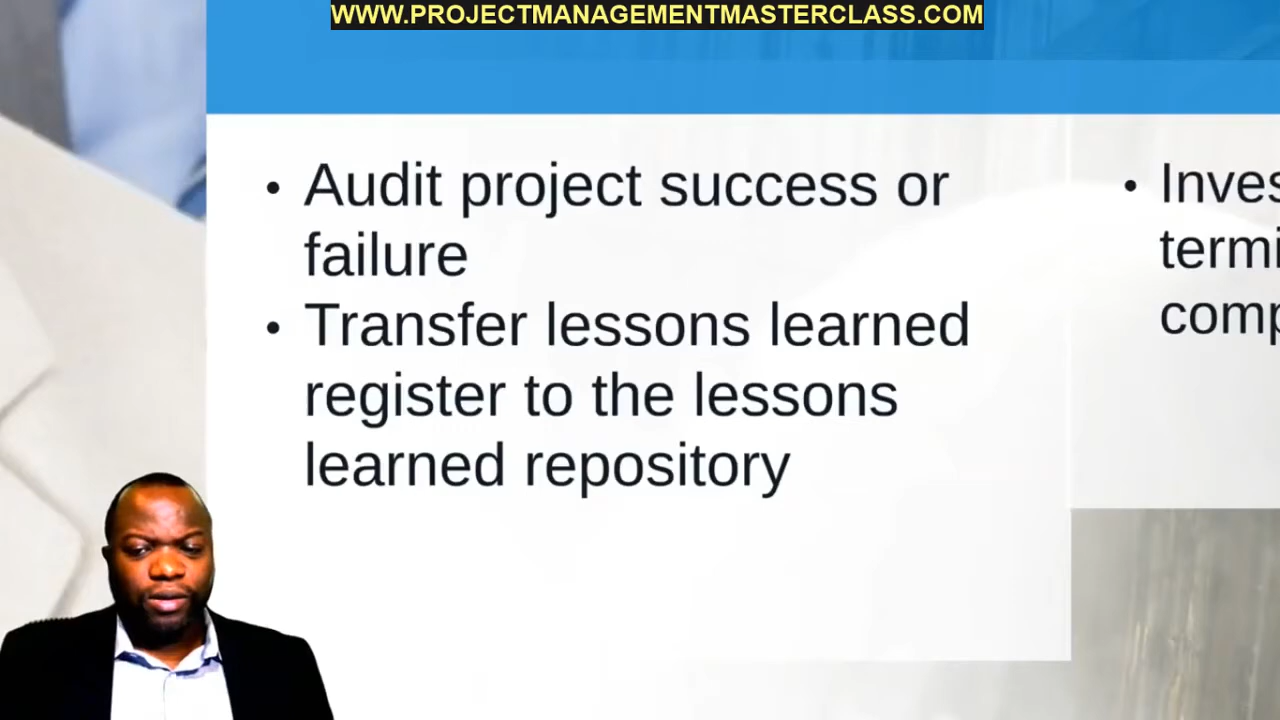 WWW.PROJECTMANAGEMENTMASTERCLASS.COM
• Audit project success or
failure
• Transfer lessons learned
register to the lessons
learned repository